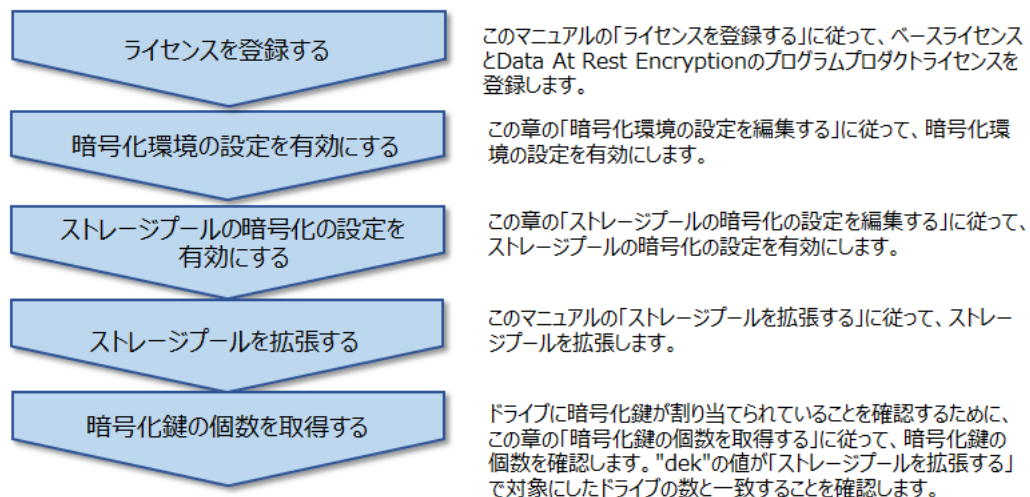 ライセンスを登録する
このマニュアルの「ライセンスを登録する」に従って、ベースライセンス
とData At Rest Encryptionのプログラムプロダクトライセンスを
登録します。
暗号化環境の設定を有効にする
この章の「暗号化環境の設定を編集する」に従って、暗号化環
境の設定を有効にします。
ストレージプールの暗号化の設定を
有効にする
この章の「ストレージプールの暗号化の設定を編集する」に従って、
ストレージプールの暗号化の設定を有効にします。
ストレージプールを拡張する
このマニュアルの「ストレージプールを拡張する」に従って、ストレー
ジプールを拡張します。
暗号化鍵の個数を取得する
ドライブに暗号化鍵が割り当てられていることを確認するために、
この章の「暗号化鍵の個数を取得する」に従って、暗号化鍵の
個数を確認します。"dek"の値が「ストレージプールを拡張する」
で対象にしたドライブの数と一致することを確認します。